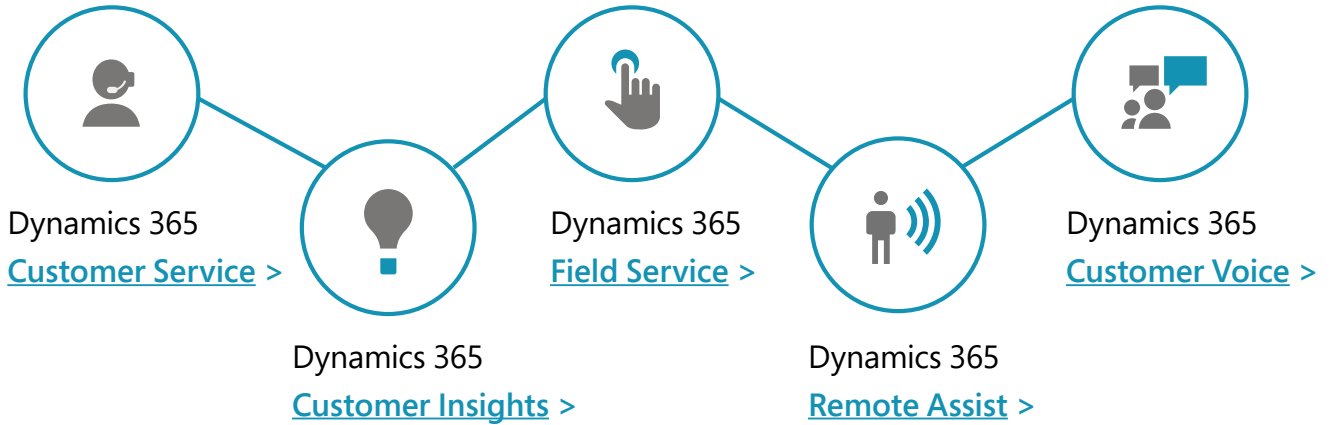 Dynamics 365
Customer Service >
Dynamics 365
Customer Insights >
Dynamics 365
Field Service >
Dynamics 365
Remote Assist >
Dynamics 365
Customer Voice >